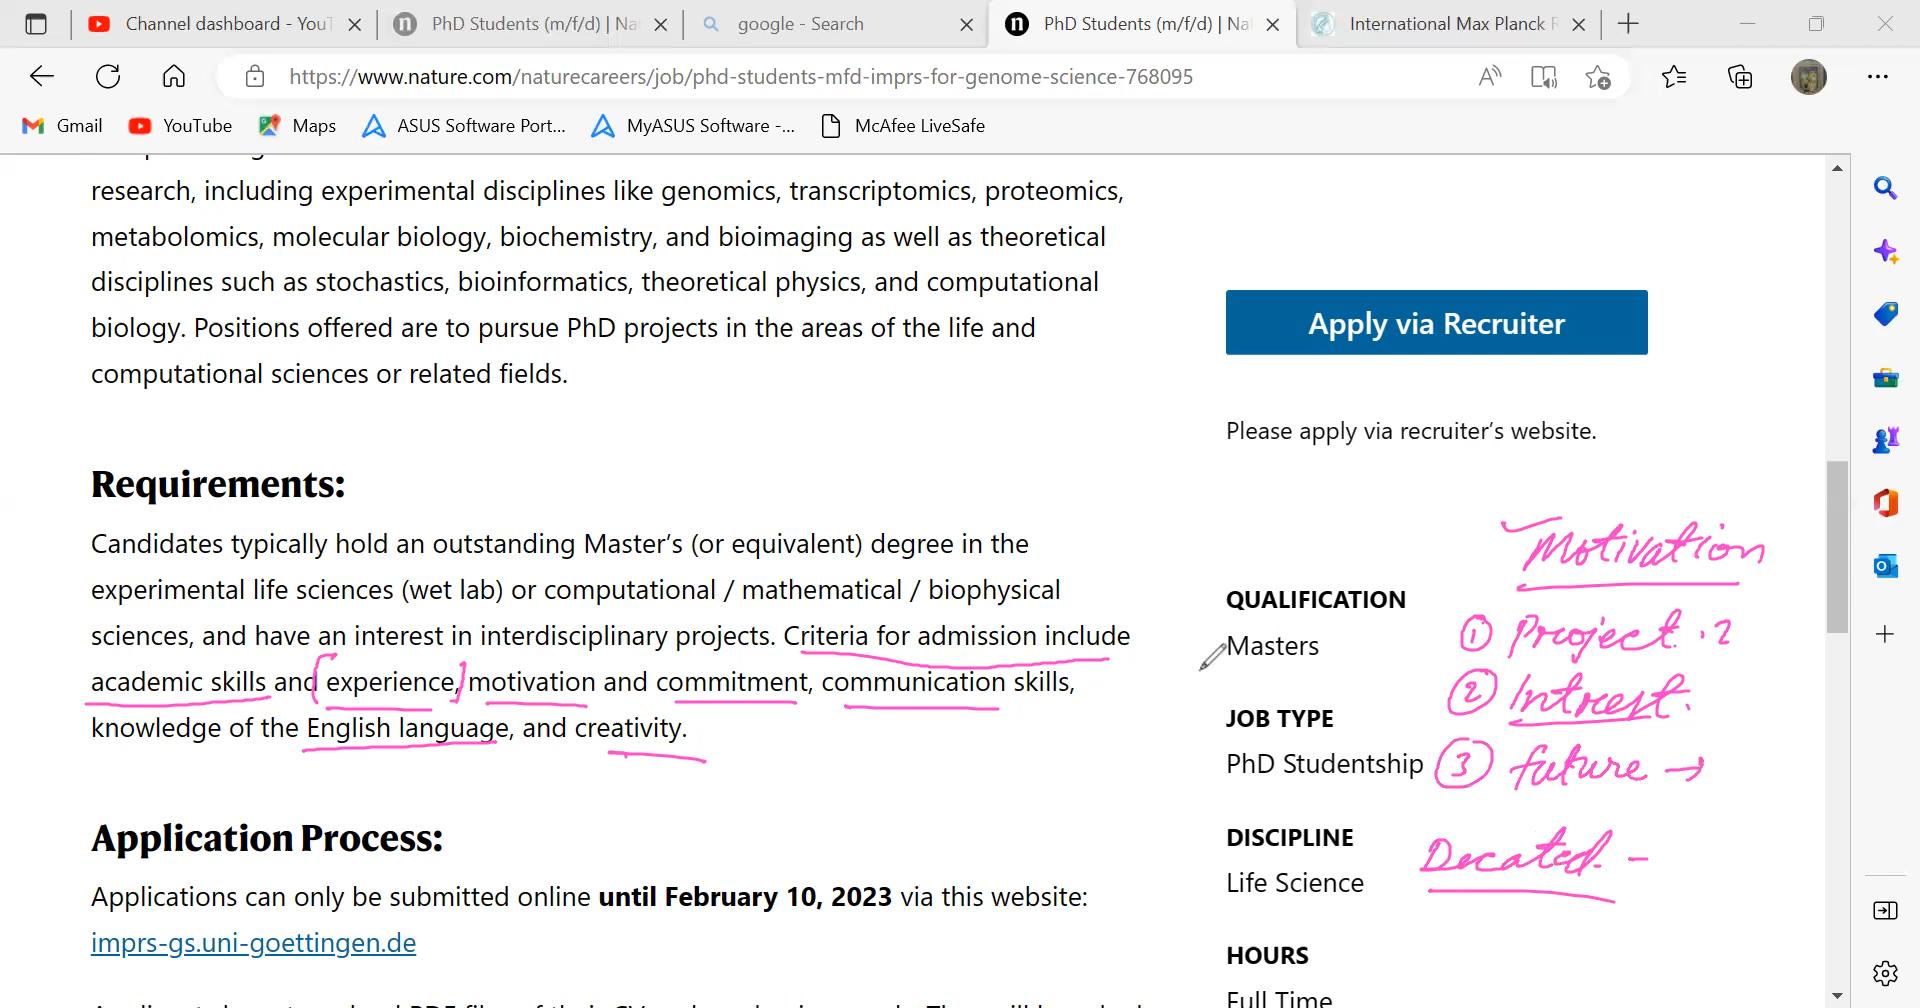 Channel dashboard - YouT
PhD Students (m/f/d) | Na
google - Search
PhD Students (m/f/d) | Na
International Max Planck R
https://www.nature.com/naturecareers/job/phd-students-mfd-imprs-for-genome-science-768095
Gmail
YouTube
Maps
ASUS Software Port...
MyASUS Software -...
McAfee LiveSafe
research, including experimental disciplines like genomics, transcriptomics, proteomics,
metabolomics, molecular biology, biochemistry, and bioimaging as well as theoretical
disciplines such as stochastics, bioinformatics, theoretical physics, and computational
biology. Positions offered are to pursue PhD projects in the areas of the life and
computational sciences or related fields.
Requirements:
Candidates typically hold an outstanding Master's (or equivalent) degree in the
experimental life sciences (wet lab) or computational / mathematical / biophysical
sciences, and have an interest in interdisciplinary projects. Criteria for admission include
academic skills and experience, motivation and commitment, communication skills,
knowledge of the English language, and creativity.
Application Process:
Applications can only be submitted online until February 10, 2023 via this website:
imprs-gs.uni-goettingen.de
Apply via Recruiter
Please apply via recruiter's website.
QUALIFICATION
Masters
JOB TYPE
PhD Studentship
DISCIPLINE
Life Science
HOURS
Full Time
Motivation
1 Project . 2
2 Intrest.
3 future →
Decated. -